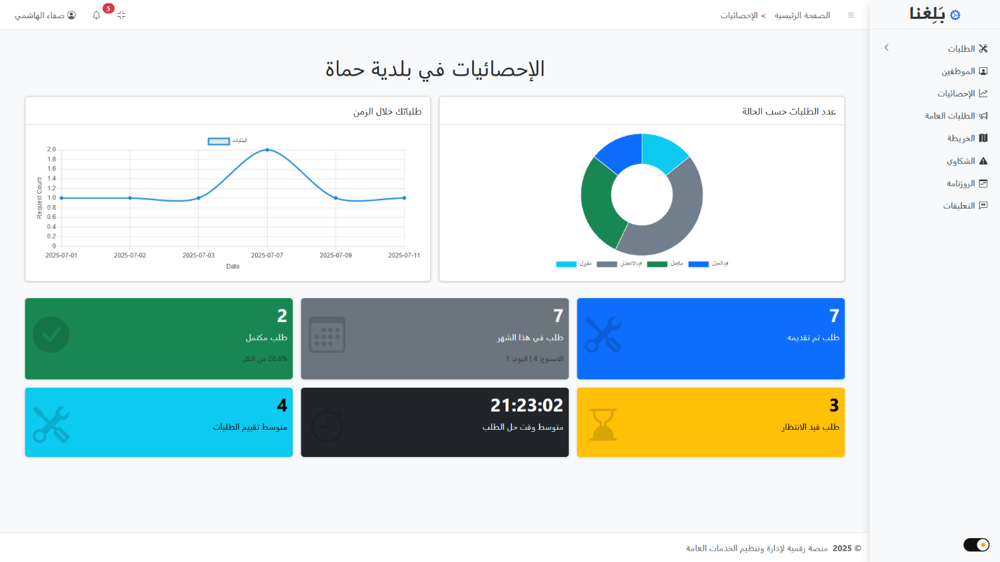 بَلِغنا
الطلبات
الموظفين
الإحصائيات
الطلبات العامة
الخريطة
الشكاوي
الروزنامة
التعليقات
الصفحة الرئيسية > الإحصائيات
5
صفاء الهاشمي
الإحصائيات في بلدية حماة
عدد الطلبات حسب الحالة
مقبول
قيدالانتظار
مكتمل
قيدالعمل
طلباتك خلال الزمن
الطلبات
Request Count
2.0
1.8
1.6
1.4
1.2
1.0
0.8
0.6
0.4
0.2
0
2025-07-01
2025-07-02
2025-07-03
2025-07-07
2025-07-09
2025-07-11
Date
7
طلب تم تقديمه
7
طلب في هذا الشهر
الاسبوع: 4 | اليوم: 1
2
طلب مكتمل
28.6% من الكل
3
طلب قيد الانتظار
21:23:02
متوسط وقت حل الطلب
4
متوسط تقييم الطلبات
© 2025 منصة رقمية لإدارة وتنظيم الخدمات العامة